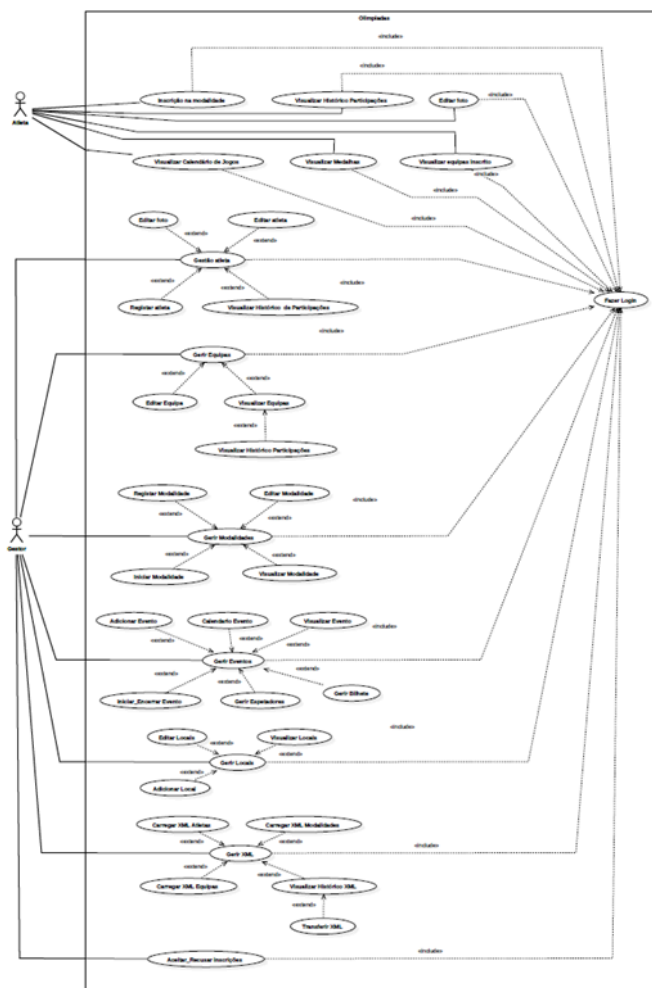 Olimpíadas
«include»
«include»
«include»
Atleta
Inscrição na modalidade
Visualizar Histórico Participações
Editar foto
Visualizar Calendário de Jogos
Visualizar Medalhas
Visualizar equipas inscrito
«include»
«include»
«include»
Editar foto
Editar atleta
«extend»
«extend»
Gestão atleta
«extend»
«extend»
«include»
Registar atleta
Visualizar Histórico de Participações
Fazer Login
«include»
Gerir Equipas
«extend»
«extend»
Editar Equipa
Visualizar Equipas
«extend»
Visualizar Histórico Participações
Registar Modalidade
Editar Modalidade
«include»
«extend»
«extend»
Gestor
Gerir Modalidades
«extend»
«extend»
Iniciar Modalidade
Visualizar Modalidade
Adicionar Evento
Calendario Evento
Visualizar Evento
«include»
«extend»
«extend»
«extend»
Gerir Eventos
«extend»
«extend»
«extend»
Iniciar_Encerrar Evento
Gerir Espetadores
Gerir Bilhete
Editar Locais
Visualizar Locais
«include»
«extend»
«extend»
Gerir Locais
«extend»
Adicionar Local
Carregar XML Atletas
Carregar XML Modalidades
«extend»
«extend»
«include»
Gerir XML
«extend»
«extend»
Carregar XML Equipas
Visualizar Histórico XML
«extend»
Transferir XML
Aceitar_Recusar Inscrições
«include»